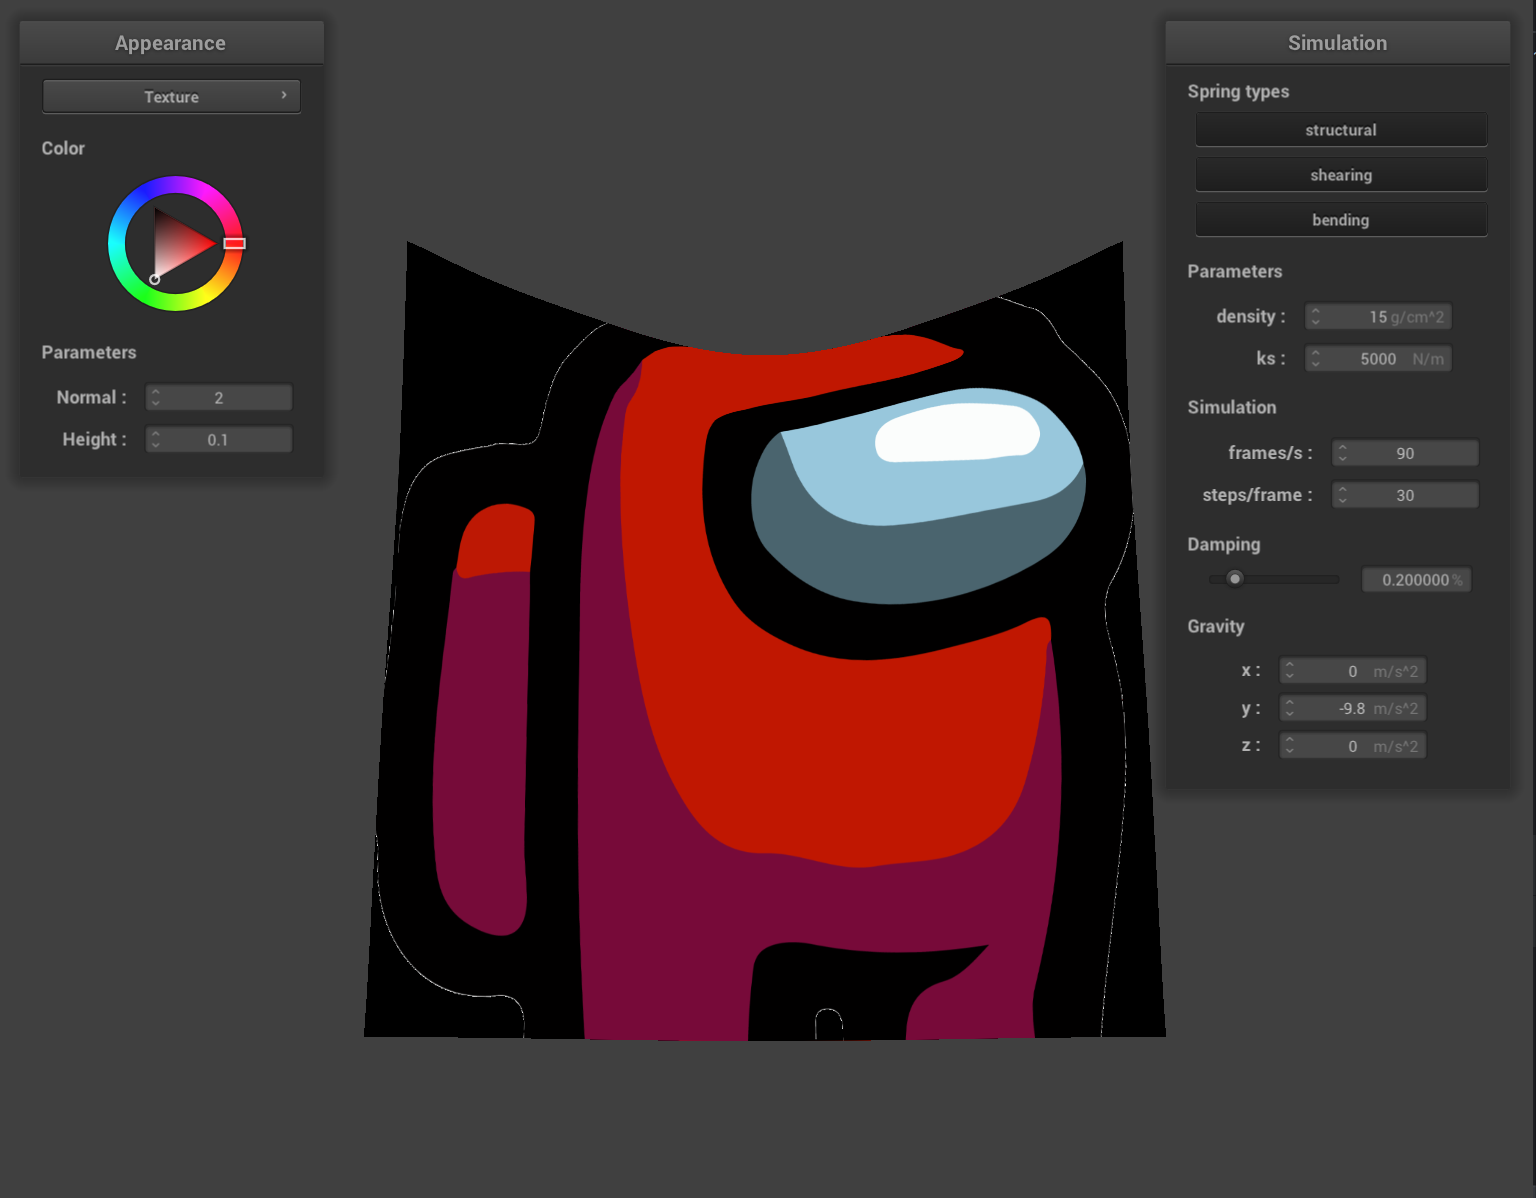 Appearance
Texture ›
Color
Parameters
Normal : 2
Height : 0.1
Simulation
Spring types
structural
shearing
bending
Parameters
density : 15 g/cm^2
ks : 5000 N/m
Simulation
frames/s : 90
steps/frame : 30
Damping
0.200000 %
Gravity
x : 0 m/s^2
y : -9.8 m/s^2
z : 0 m/s^2